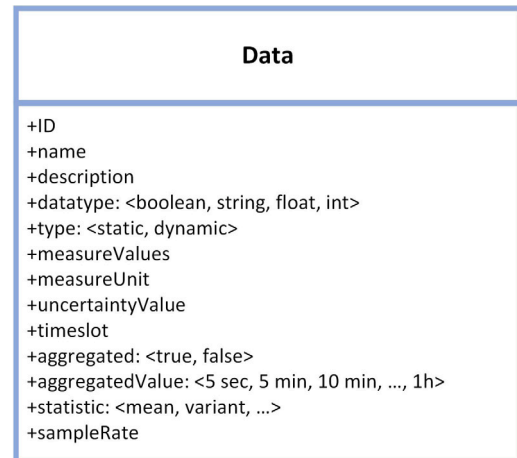 Data
+ID
+name
+description
+datatype: <boolean, string, float, int>
+type: <static, dynamic>
+measureValues
+measureUnit
+uncertaintyValue
+timeslot
+aggregated: <true, false>
+aggregatedValue: <5 sec, 5 min, 10 min, ..., 1h>
+statistic: <mean, variant, ...>
+sampleRate